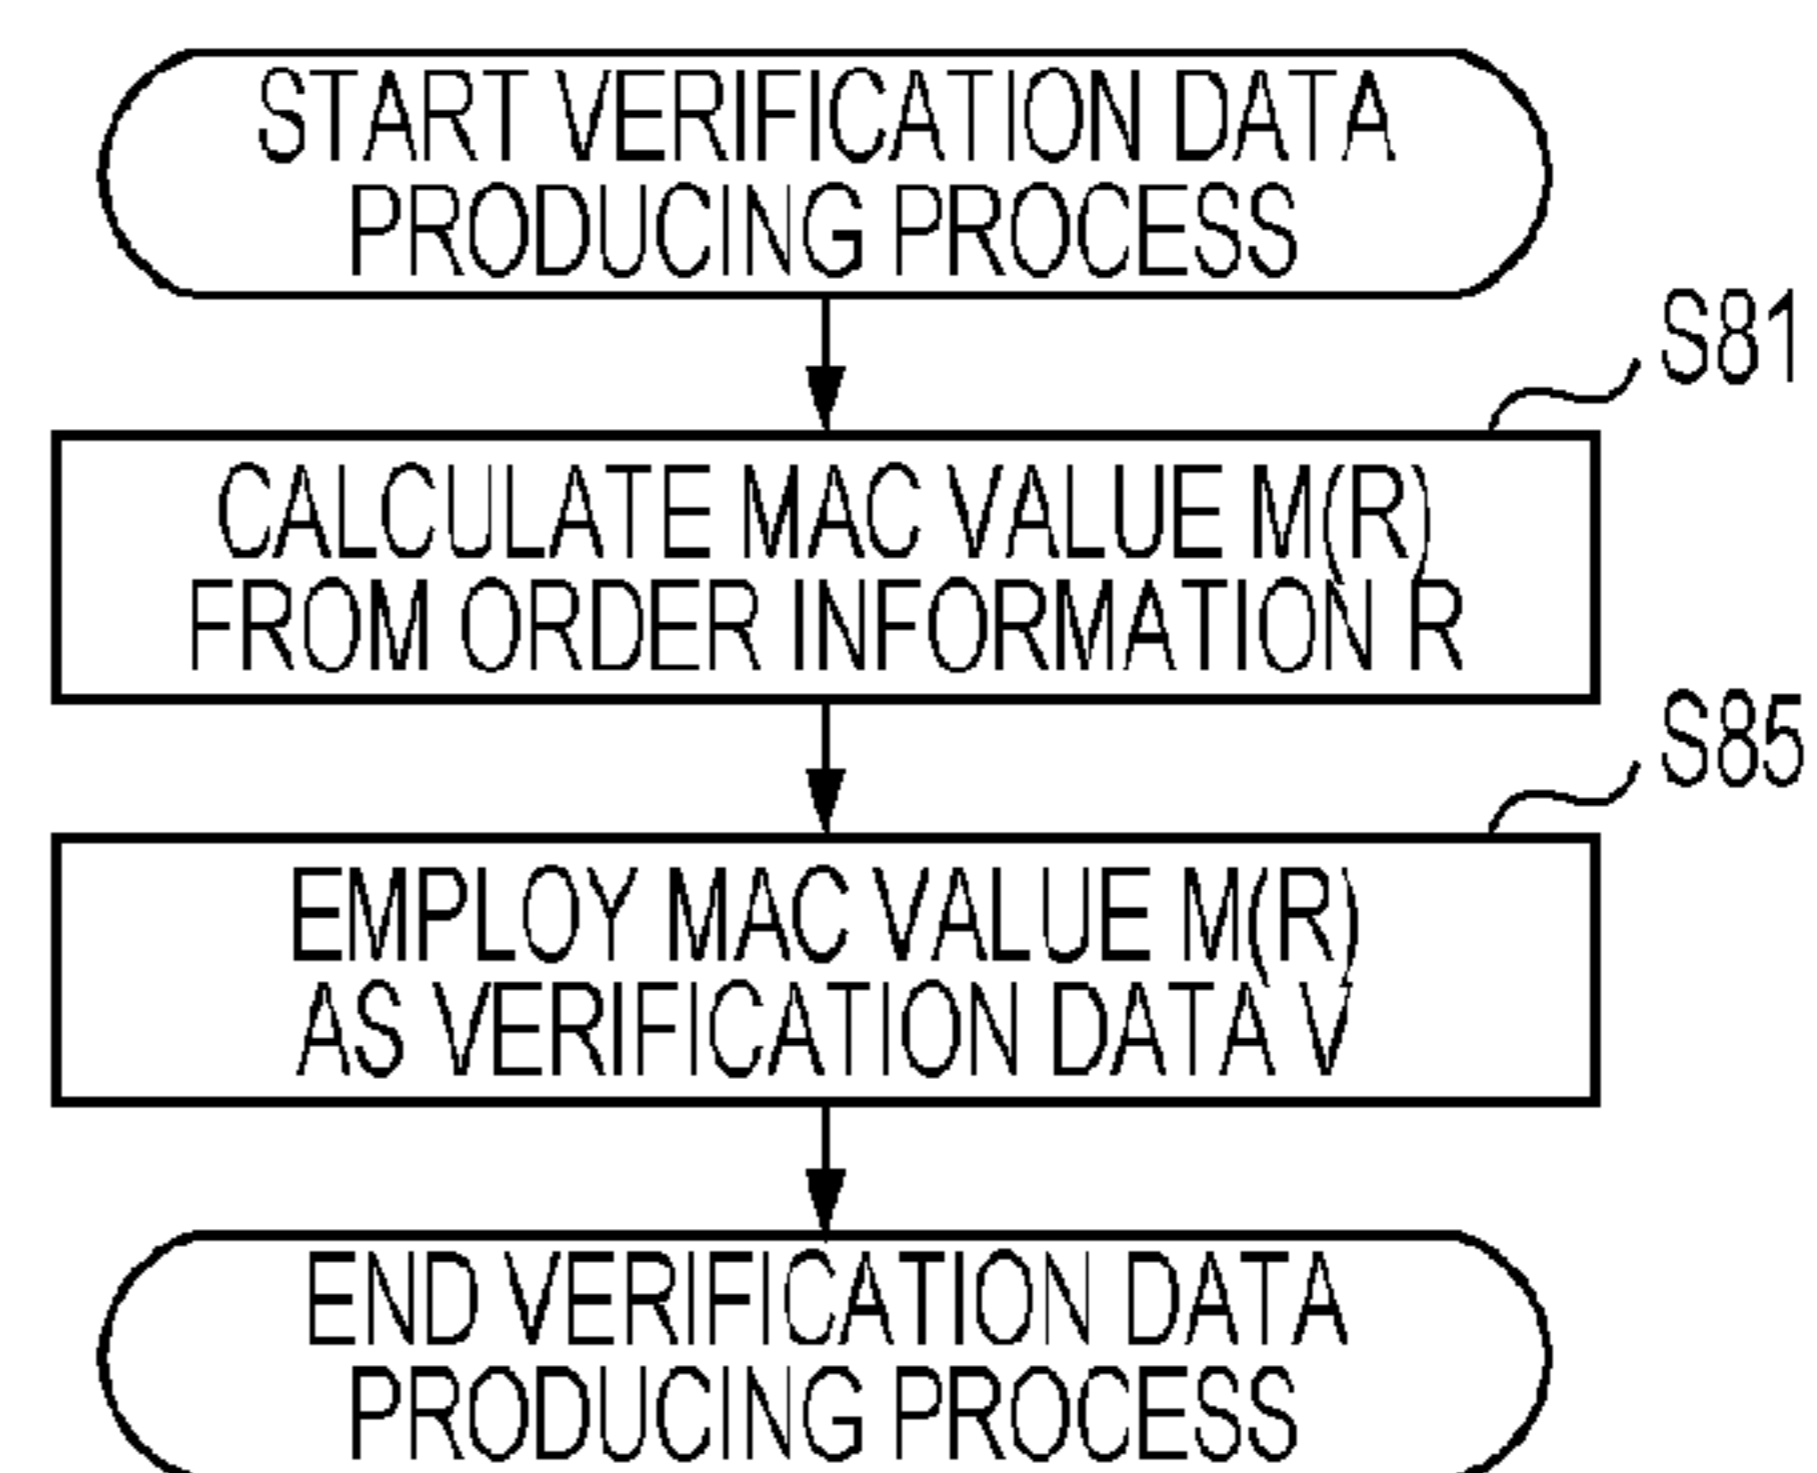 START VERIFICATION DATA
PRODUCING PROCESS
S81
CALCULATE MAC VALUE M(R)
FROM ORDER INFORMATION R
S85
EMPLOY MAC VALUE M(R)
AS VERIFICATION DATA V
END VERIFICATION DATA
PRODUCING PROCESS